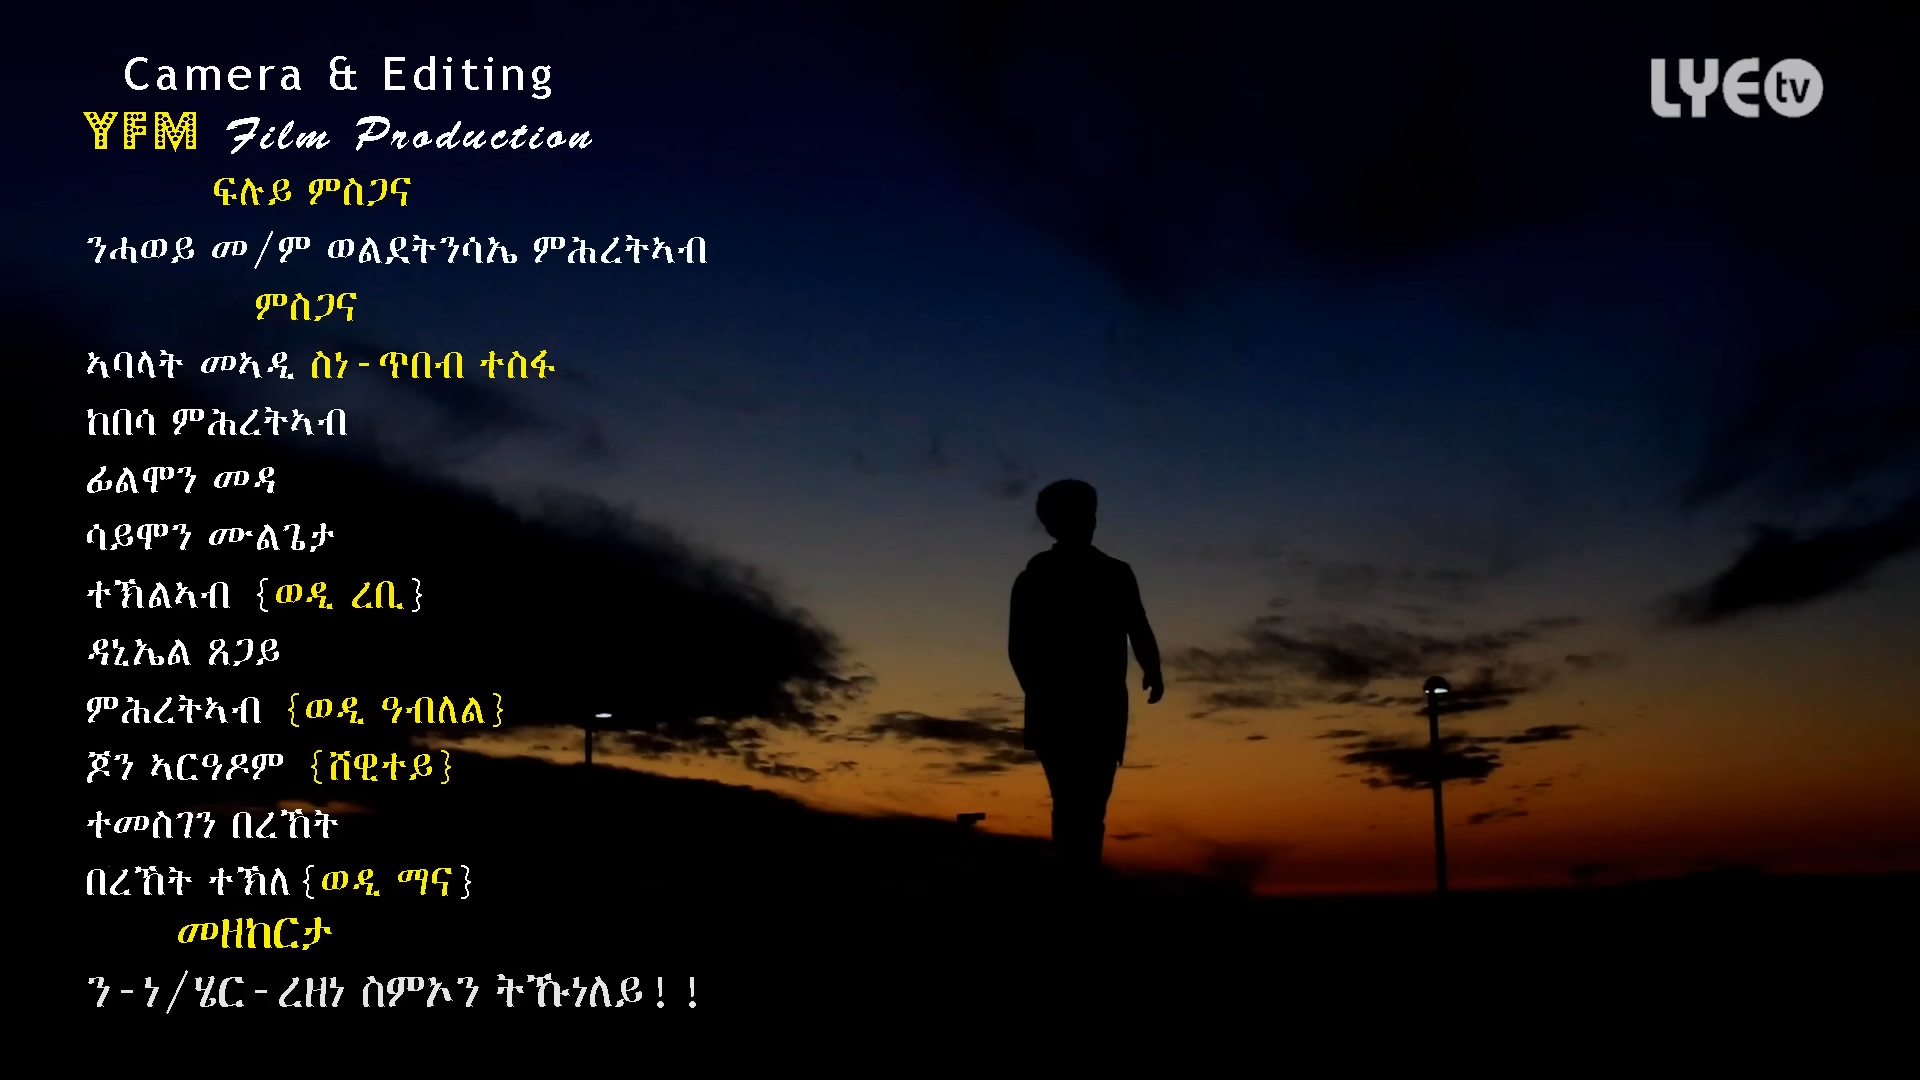 Camera & Editing
LYE tv
YFM Film Production
ፍሉይ ምስጋና
ንሓወይ መ/ም ወልደትንሳኤ ምሕረትኣብ
ምስጋና
ኣባላት መኣዲ ስነ-ጥበብ ተስፋ
ከበሳ ምሕረትኣብ
ፊልሞን መዳ
ሳይሞን ሙልጌታ
ተኽልኣብ {ወዲ ረቢ}
ዳኒኤል ጸጋይ
ምሕረትኣብ {ወዲ ዓብለል}
ጆን ኣርዓዶም {ሽዊተይ}
ተመስገን በረኸት
በረኸት ተኽለ{ወዲ ማና}
መዘከርታ
ን-ነ/ሄር-ረዘነ ስምኦን ትኹነለይ!!